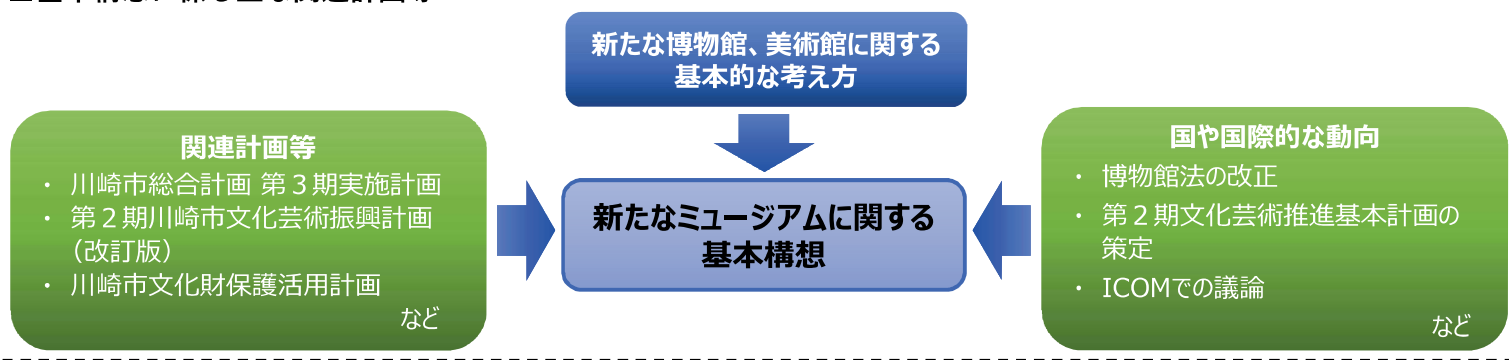 新たな博物館、美術館に関する
基本的な考え方
関連計画等
・ 川崎市総合計画 第３期実施計画
・ 第２期川崎市文化芸術振興計画
（改訂版）
・ 川崎市文化財保護活用計画
など
新たなミュージアムに関する
基本構想
国や国際的な動向
・ 博物館法の改正
・ 第２期文化芸術推進基本計画の
策定
・ ICOMでの議論
など